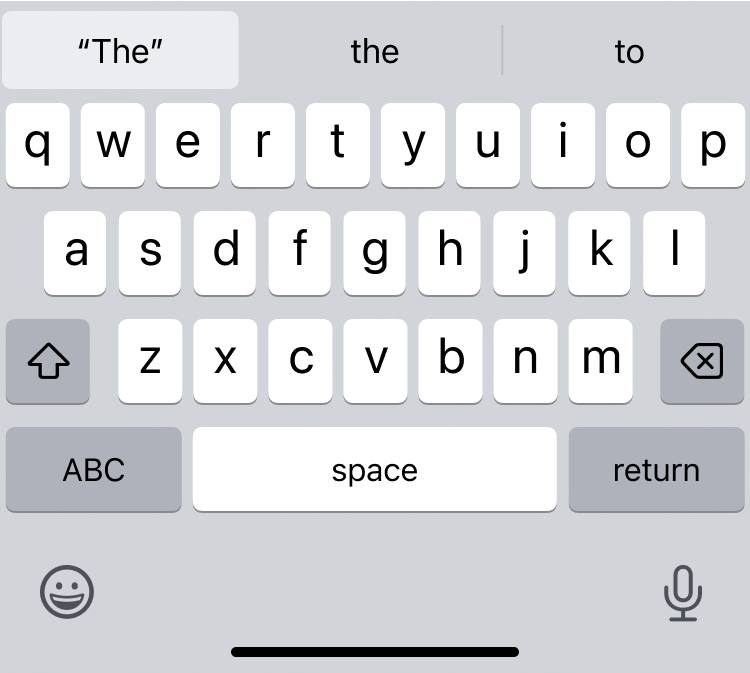 “The” the to
q w e r t y u i o p
a s d f g h j k l
z x c v b n m
ABC space return